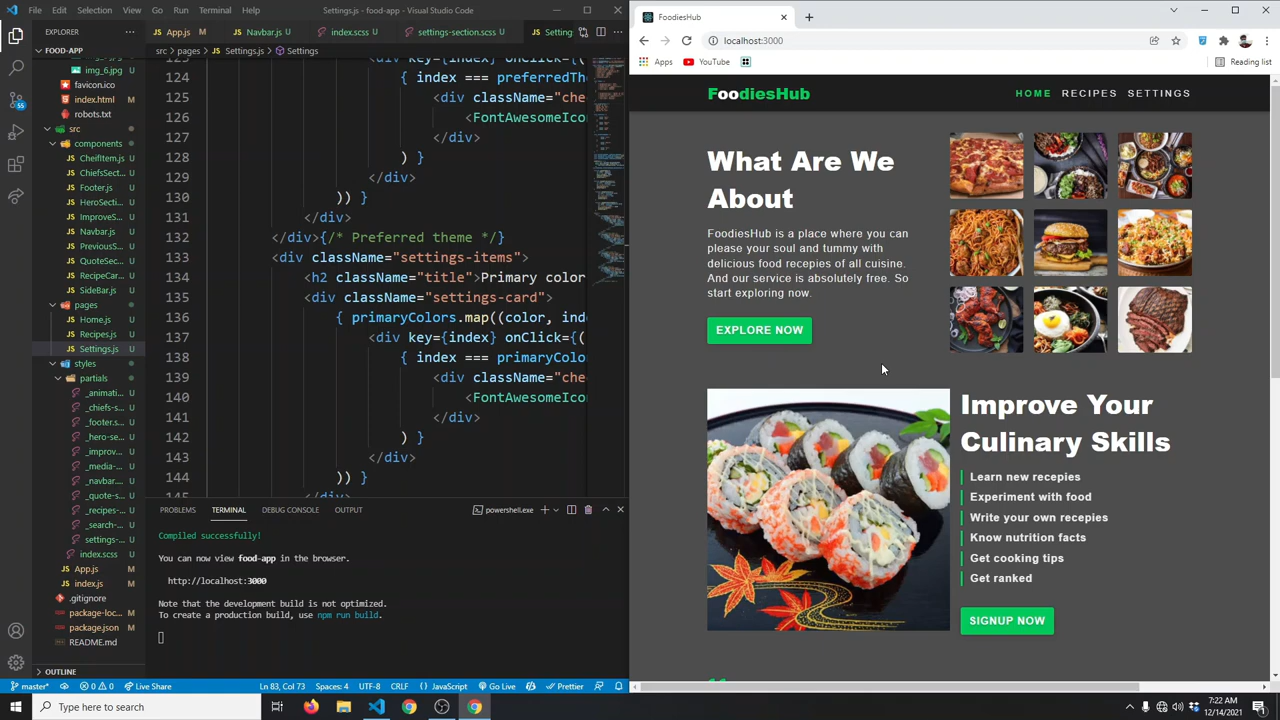 File Edit Selection View Go Run Terminal Help
Settings.js - food-app - Visual Studio Code
EXPLORER
App.js M
Navbar.js M
index.scss M
settings-section.scss M
Setting
src > pages > Settings.js > Settings
FOOD-APP
img_6.jpg
favicon.ico
index.html M
robots.txt
src
components
CheifItem.js
ChiefsSect...
Footer.js
HeroSecti...
ImproveS...
Navbar.js
PreviousS...
QuoteSec...
RecipeCar...
SideBar.js
pages
Home.js
Recipes.js
Settings.js
styles
partials
_animati...
_chiefs-s...
_footer.s...
_hero-se...
_improv...
_media-...
_navbar....
_quote-s...
_recipes-...
_search-...
settings-...
index.scss
App.js M
index.js M
.gitignore
package-loc... M
package.json M
README.md
OUTLINE
124 { index === preferredThe
125 <div className="che
126 <FontAwesomeIco
127 </div>
128 ) }
129 </div>
130 )) }
131 </div>
132 </div>{/* Preferred theme */}
133 <div className="settings-items">
134 <h2 className="title">Primary color
135 <div className="settings-card">
136 { primaryColors.map((color, inde
137 <div key={index} onClick={(
138 { index === primaryColo
139 <div className="che
140 <FontAwesomeIco
141 </div>
142 ) }
143 </div>
144 )) }
PROBLEMS TERMINAL DEBUG CONSOLE OUTPUT
powershell.exe
Compiled successfully!
You can now view food-app in the browser.
http://localhost:3000
Note that the development build is not optimized.
To create a production build, use npm run build.
master* 0 0 Live Share
Ln 83, Col 73 Spaces: 4 UTF-8 CRLF JavaScript Go Live Prettier
FoodiesHub
localhost:3000
Apps YouTube
Reading list
FoodiesHub
HOME RECIPES SETTINGS
What Are We
About
FoodiesHub is a place where you can
please your soul and tummy with
delicious food recepies of all cuisine.
And our service is absolutely free. So
start exploring now.
EXPLORE NOW
Improve Your
Culinary Skills
Learn new recepies
Experiment with food
Write your own recepies
Know nutrition facts
Get cooking tips
Get ranked
SIGNUP NOW
Type here to search
7:22 AM
12/14/2021